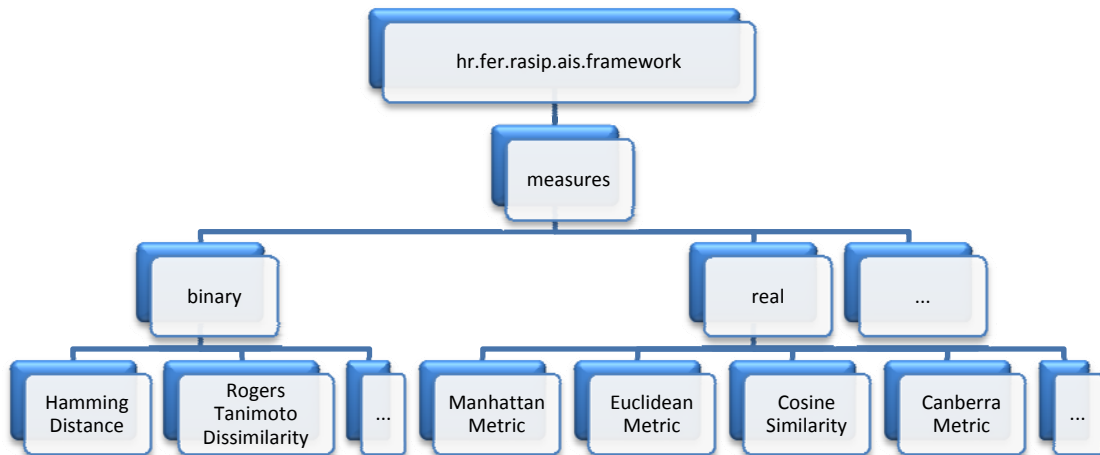 hr.fer.rasip.ais.framework
measures
binary
real
...
Hamming
Distance
Rogers
Tanimoto
Dissimilarity
...
Manhattan
Metric
Euclidean
Metric
Cosine
Similarity
Canberra
Metric
...